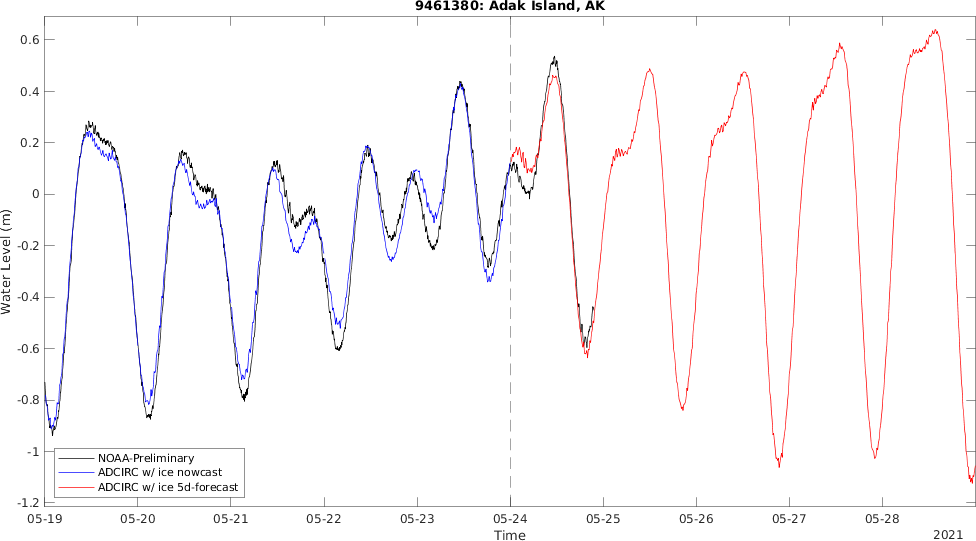 9461380: Adak Island, AK
Water Level (m)
0.6
0.4
0.2
0
-0.2
-0.4
-0.6
-0.8
-1
-1.2
NOAA-Preliminary
ADCIRC w/ ice nowcast
ADCIRC w/ ice 5d-forecast
05-19 05-20 05-21 05-22 05-23 05-24 05-25 05-26 05-27 05-28
Time
2021